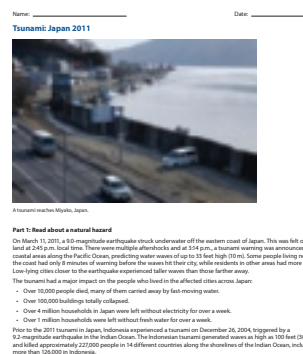 Name: Date:
Tsunami: Japan 2011
A tsunami reaches Miyako, Japan.
Part 1: Read about a natural hazard
On March 11, 2011, a 9.0-magnitude earthquake struck underwater off the eastern coast of Japan. This was felt o
land at 2:45 p.m. local time. There were multiple aftershocks and at 3:14 p.m., a tsunami warning was announced
coastal areas along the Pacific Ocean, predicting water waves of up to 33 feet high (10 m). Some people living ne
the coast had only 8 minutes of warning before the waves hit their city, while residents in other areas had more
Low-lying cities closer to the earthquake experienced taller waves than those farther away.
The tsunami had a major impact on the people who lived in the affected cities across Japan:
• Over 10,000 people died, many of them carried away by fast-moving water.
• Over 100,000 buildings totally collapsed.
• Over 4 million households in Japan were left without electricity for over a week.
• Over 1 million households were left without fresh water for over a week.
Prior to the 2011 tsunami in Japan, Indonesia experienced a tsunami on December 26, 2004, triggered by a
9.2-magnitude earthquake in the Indian Ocean. The Indonesian tsunami generated waves as high as 100 feet (30
and killed approximately 227,000 people in 14 different countries along the shorelines of the Indian Ocean, incl
more than 126,000 in Indonesia.